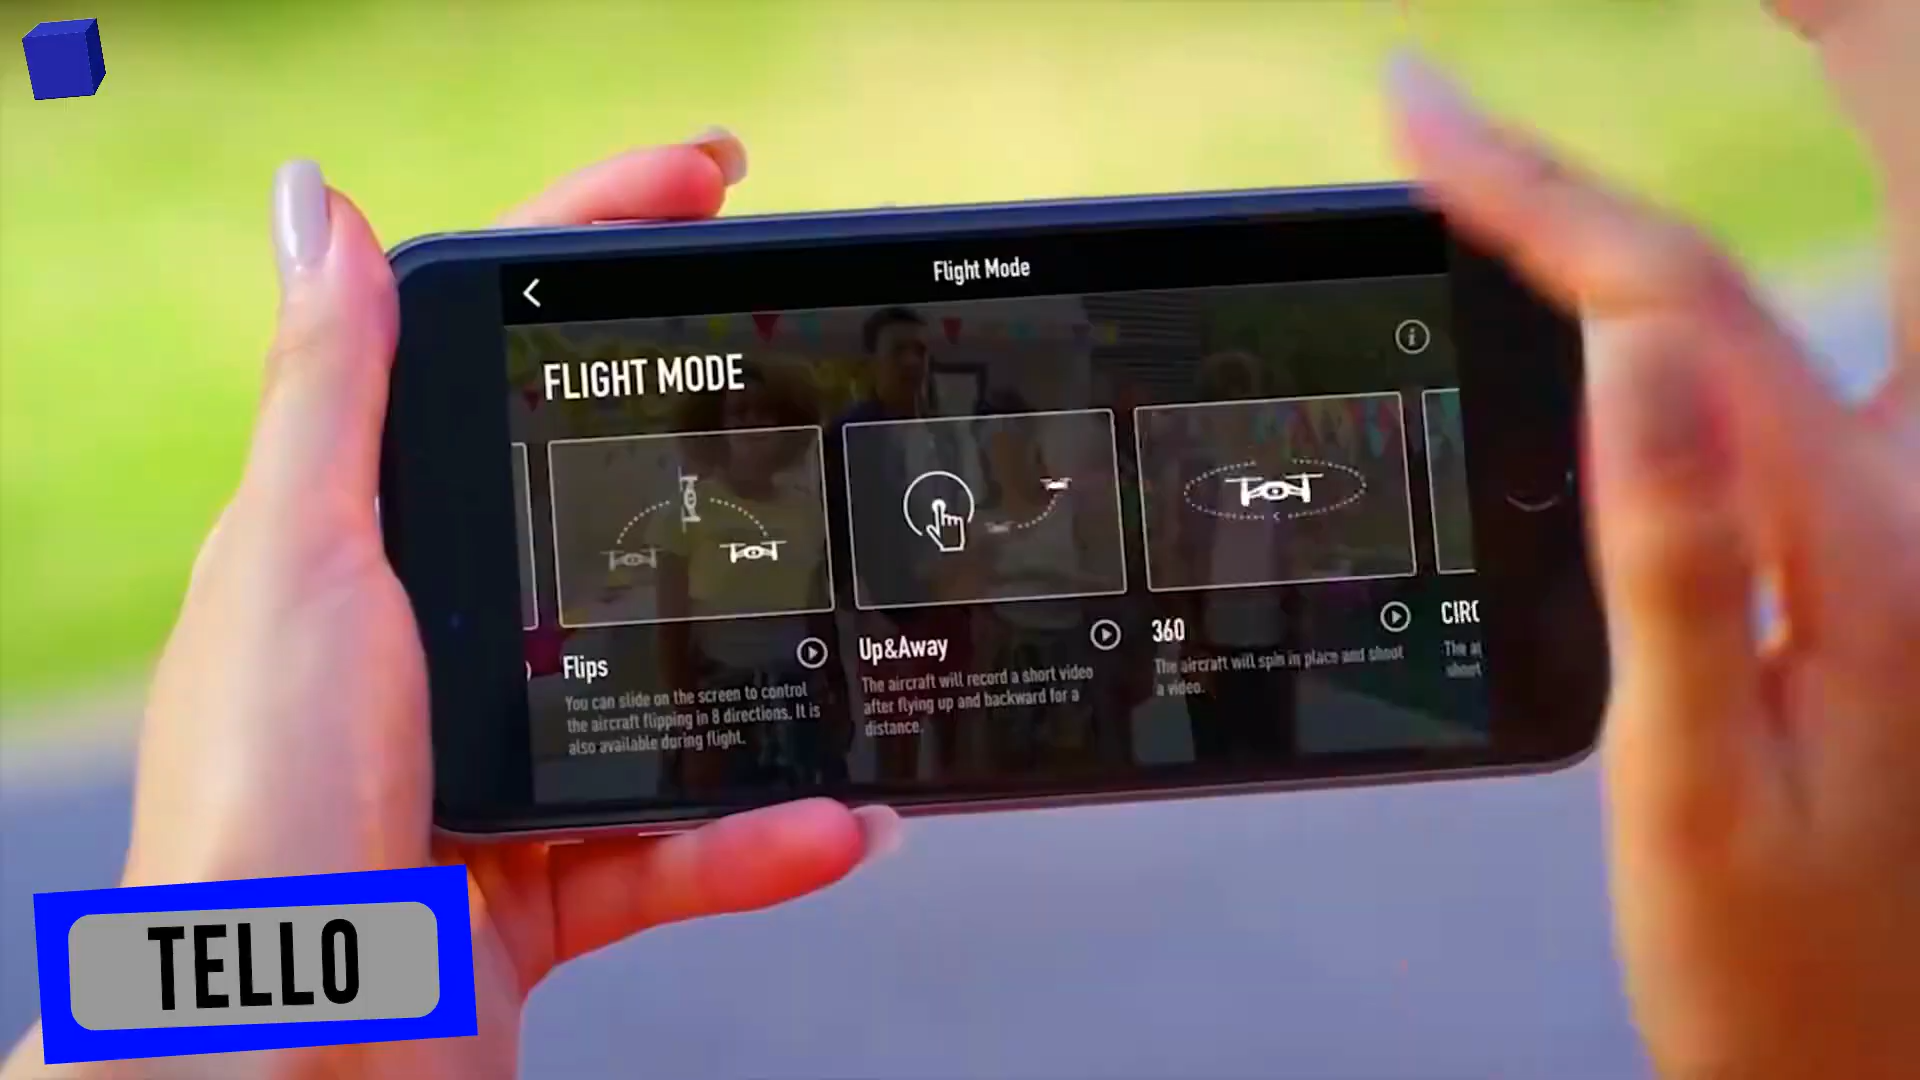 Flight Mode
FLIGHT MODE
Flips
You can slide on the screen to control
the aircraft flipping in 8 directions. It is
also available during flight.
Up&Away
The aircraft will record a short video
after flying up and backward for a
distance.
360
The aircraft will spin in place and shoot
a video.
CIRC
The
shoot
TELLO